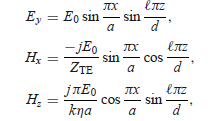 E_y = E_0 sin πx/a sin ℓπz/d,
H_x = −jE_0/Z_TE sin πx/a cos ℓπz/d,
H_z = jπE_0/kηa cos πx/a sin ℓπz/d,